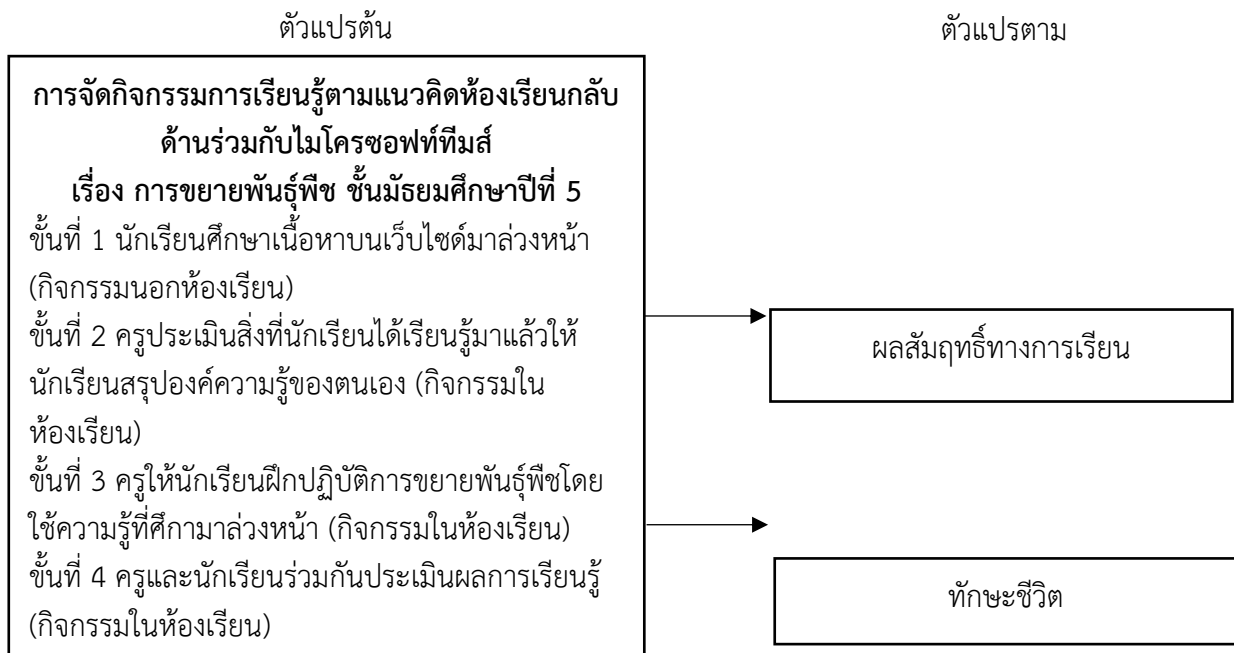 ตัวแปรต้น
ตัวแปรตาม
การจัดกิจกรรมการเรียนรู้ตามแนวคิดห้องเรียนกลับ
ด้านร่วมกับไมโครซอฟท์ทีมส์
เรื่อง การขยายพันธุ์พืช ชั้นมัธยมศึกษาปีที่ 5
ขั้นที่ 1 นักเรียนศึกษาเนื้อหาบนเว็บไซด์มาล่วงหน้า
(กิจกรรมนอกห้องเรียน)
ขั้นที่ 2 ครูประเมินสิ่งที่นักเรียนได้เรียนรู้มาแล้วให้
นักเรียนสรุปองค์ความรู้ของตนเอง (กิจกรรมใน
ห้องเรียน)
ขั้นที่ 3 ครูให้นักเรียนฝึกปฏิบัติการขยายพันธุ์พืชโดย
ใช้ความรู้ที่ศึกามาล่วงหน้า (กิจกรรมในห้องเรียน)
ขั้นที่ 4 ครูและนักเรียนร่วมกันประเมินผลการเรียนรู้
(กิจกรรมในห้องเรียน)
ผลสัมฤทธิ์ทางการเรียน
ทักษะชีวิต